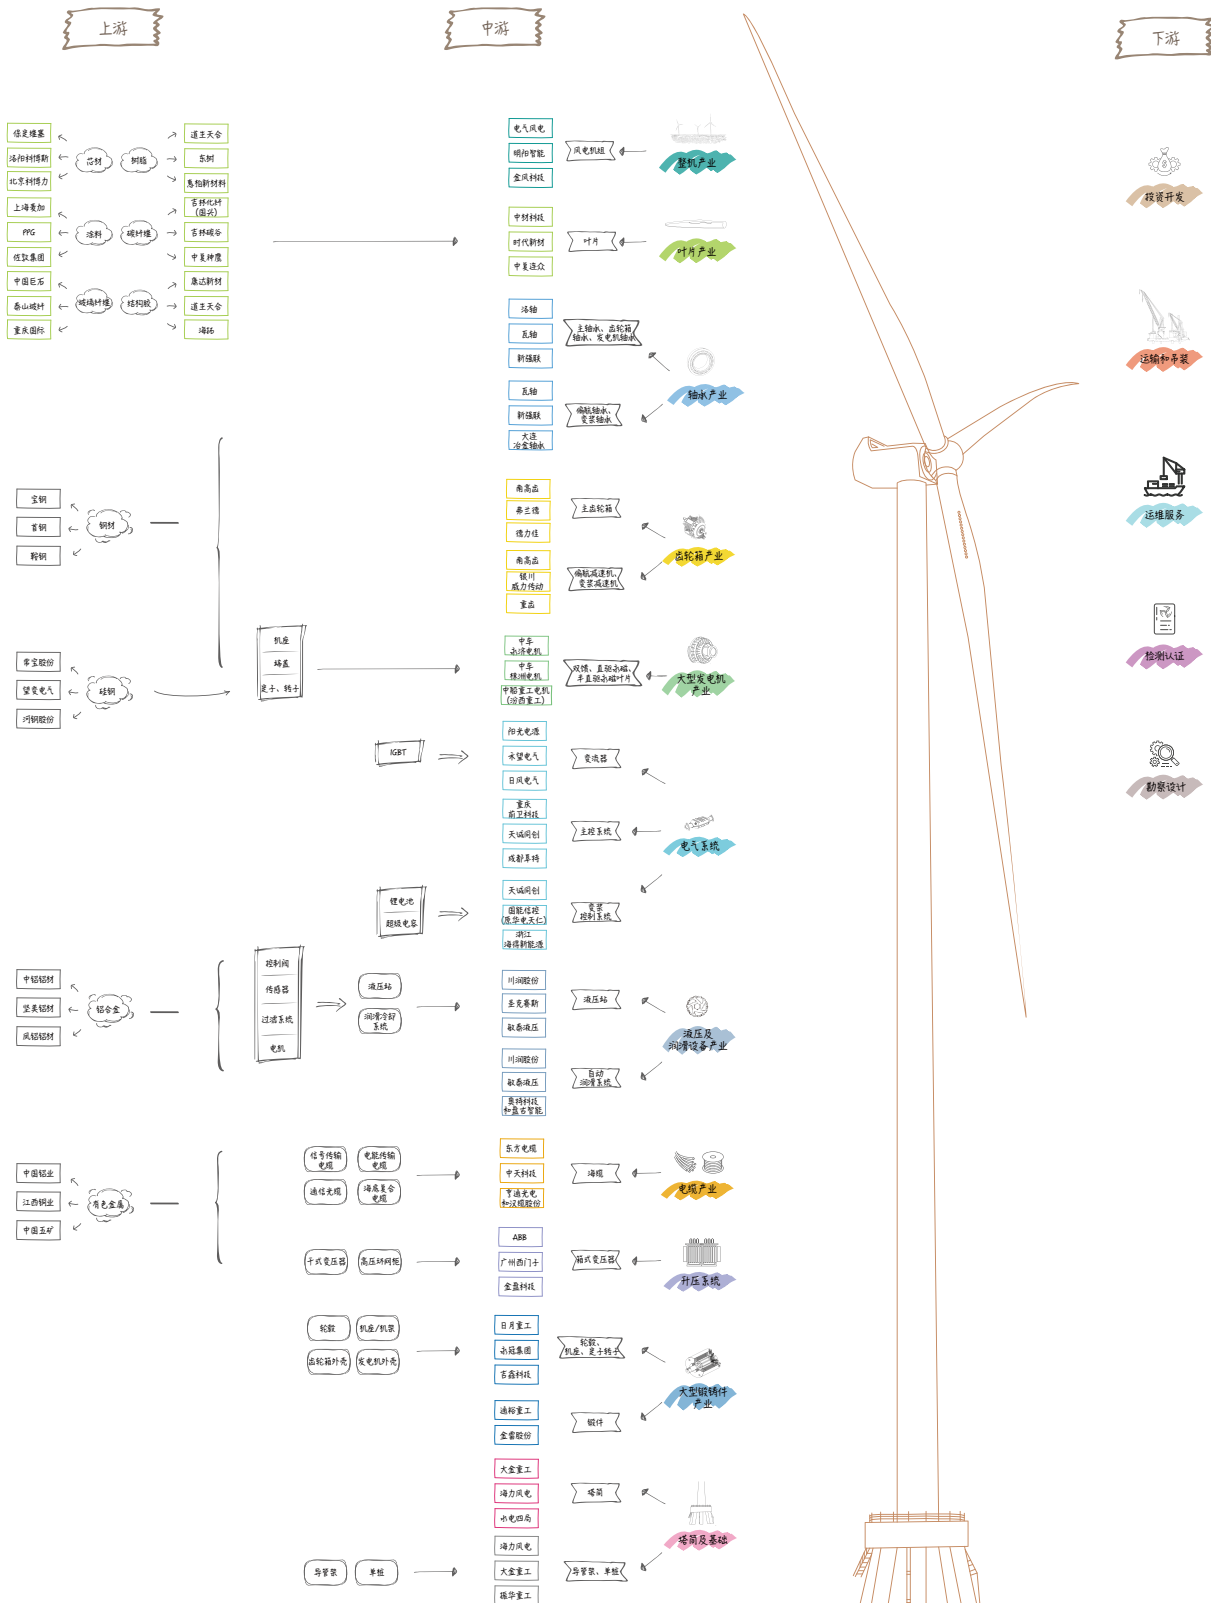 上游
中游
下游
保定维赛
洛阳科博斯
北京科博力
芯材
树脂
道王天合
东树
惠柏新材料
上海麦加
PPG
佐敦集团
涂料
碳纤维
吉林化纤
(国兴)
吉林碳谷
中复神鹰
中国巨石
泰山玻纤
重庆国际
玻璃纤维
结构胶
康达新材
道王天合
宝钢
首钢
鞍钢
钢材
常宝股份
望变电气
河钢股份
硅钢
机座
端盖
定子、转子
IGBT
锂电池
超级电容
中铝铝材
坚美铝材
凤铝铝材
铝合金
控制阀
传感器
过滤系统
电机
液压站
润滑冷却
系统
中国铝业
江西铜业
中国五矿
有色金属
信号传输
电缆
电能传输
电缆
通信光缆
海底复合
电缆
干式变压器
高压环网柜
轮毂
机座/机架
齿轮箱外壳
发电机外壳
导管架
单桩
电气风电
明阳智能
金风科技
风电机组
整机产业
中材科技
时代新材
中复连众
叶片
叶片产业
洛轴
瓦轴
新强联
主轴承、齿轮箱
轴承、发电机轴承
瓦轴
新强联
大连
冶金轴承
偏航轴承、
变桨轴承
轴承产业
南高齿
弗兰德
德力佳
主齿轮箱
南高齿
银川
威力传动
重齿
偏航减速机、
变桨减速机
齿轮箱产业
中车
永济电机
中车
株洲电机
中船重工电机
(汾西重工)
双馈、直驱永磁、
半直驱永磁叶片
大型发电机
产业
阳光电源
禾望电气
日风电气
变流器
重庆
前卫科技
天诚同创
成都阜特
主控系统
天诚同创
国能信控
(原华电天仁)
浙江
海得新能源
变桨
控制系统
电气系统
川润股份
圣克赛斯
敏泰液压
液压站
川润股份
敏泰液压
奥特科技
和盘古智能
自动
润滑系统
液压及
润滑设备产业
东方电缆
中天科技
亨通光电
和汉缆股份
海缆
电缆产业
ABB
广州西门子
金盘科技
箱式变压器
升压系统
日月重工
永冠集团
吉鑫科技
轮毂、
机座、定子转子
通裕重工
金雷股份
锻件
大型锻铸件
产业
大金重工
海力风电
水电四局
塔筒
海力风电
大金重工
振华重工
导管架、单桩
塔筒及基础
投资开发
运输和吊装
运维服务
检测认证
勘察设计